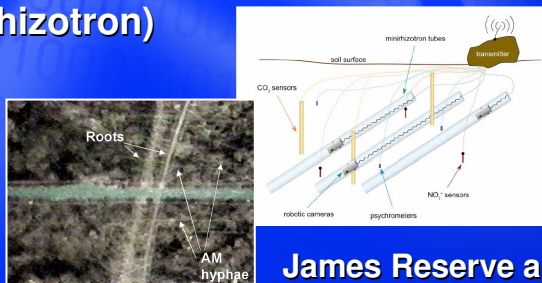 hizotron)
minirhizotron tubes
transmitter
soil surface
CO₂ sensors
Roots
NO₃⁻ sensors
robotic cameras
psychrometers
AM
hyphae
James Reserve a